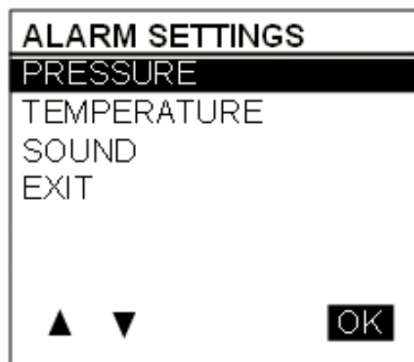 ALARM SETTINGS
PRESSURE
TEMPERATURE
SOUND
EXIT
▲ ▼ OK